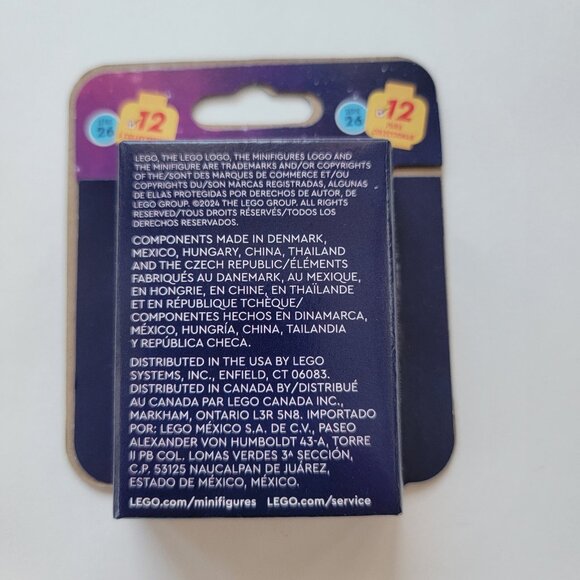 SERIE
26
12
SERIE
26
12
LEGO, THE LEGO LOGO, THE MINIFIGURES LOGO AND
THE MINIFIGURE ARE TRADEMARKS AND/OR COPYRIGHTS
OF THE/SONT DES MARQUES DE COMMERCE ET/OU
COPYRIGHTS DU/SON MARCAS REGISTRADAS, ALGUNAS
DE ELLAS PROTEGIDAS POR DERECHOS DE AUTOR, DE
LEGO GROUP. ©2024 THE LEGO GROUP. ALL RIGHTS
RESERVED/TOUS DROITS RÉSERVÉS/TODOS LOS
DERECHOS RESERVADOS.
COMPONENTS MADE IN DENMARK,
MEXICO, HUNGARY, CHINA, THAILAND
AND THE CZECH REPUBLIC/ÉLÉMENTS
FABRIQUÉS AU DANEMARK, AU MEXIQUE,
EN HONGRIE, EN CHINE, EN THAÏLANDE
ET EN RÉPUBLIQUE TCHÈQUE/
COMPONENTES HECHOS EN DINAMARCA,
MÉXICO, HUNGRÍA, CHINA, TAILANDIA
Y REPÚBLICA CHECA.
DISTRIBUTED IN THE USA BY LEGO
SYSTEMS, INC., ENFIELD, CT 06083.
DISTRIBUTED IN CANADA BY/DISTRIBUÉ
AU CANADA PAR LEGO CANADA INC.,
MARKHAM, ONTARIO L3R 5N8. IMPORTADO
POR: LEGO MÉXICO S.A. DE C.V., PASEO
ALEXANDER VON HUMBOLDT 43-A, TORRE
II PB COL. LOMAS VERDES 3ª SECCIÓN,
C.P. 53125 NAUCALPAN DE JUÁREZ,
ESTADO DE MÉXICO, MÉXICO.
LEGO.com/minifigures LEGO.com/service